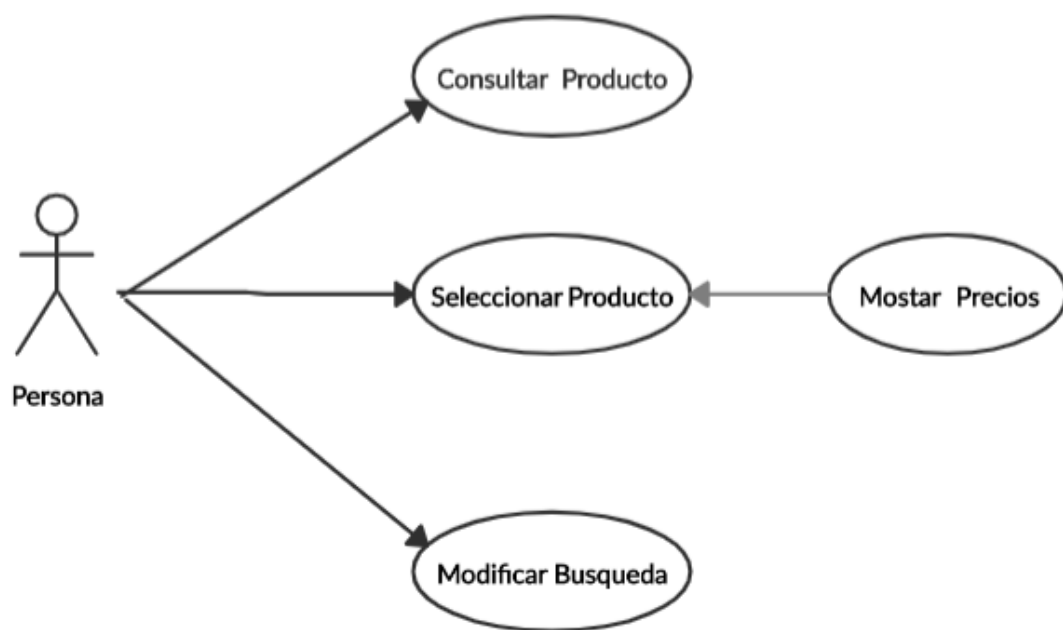 Consultar Producto
Seleccionar Producto
Mostar Precios
Persona
Modificar Busqueda